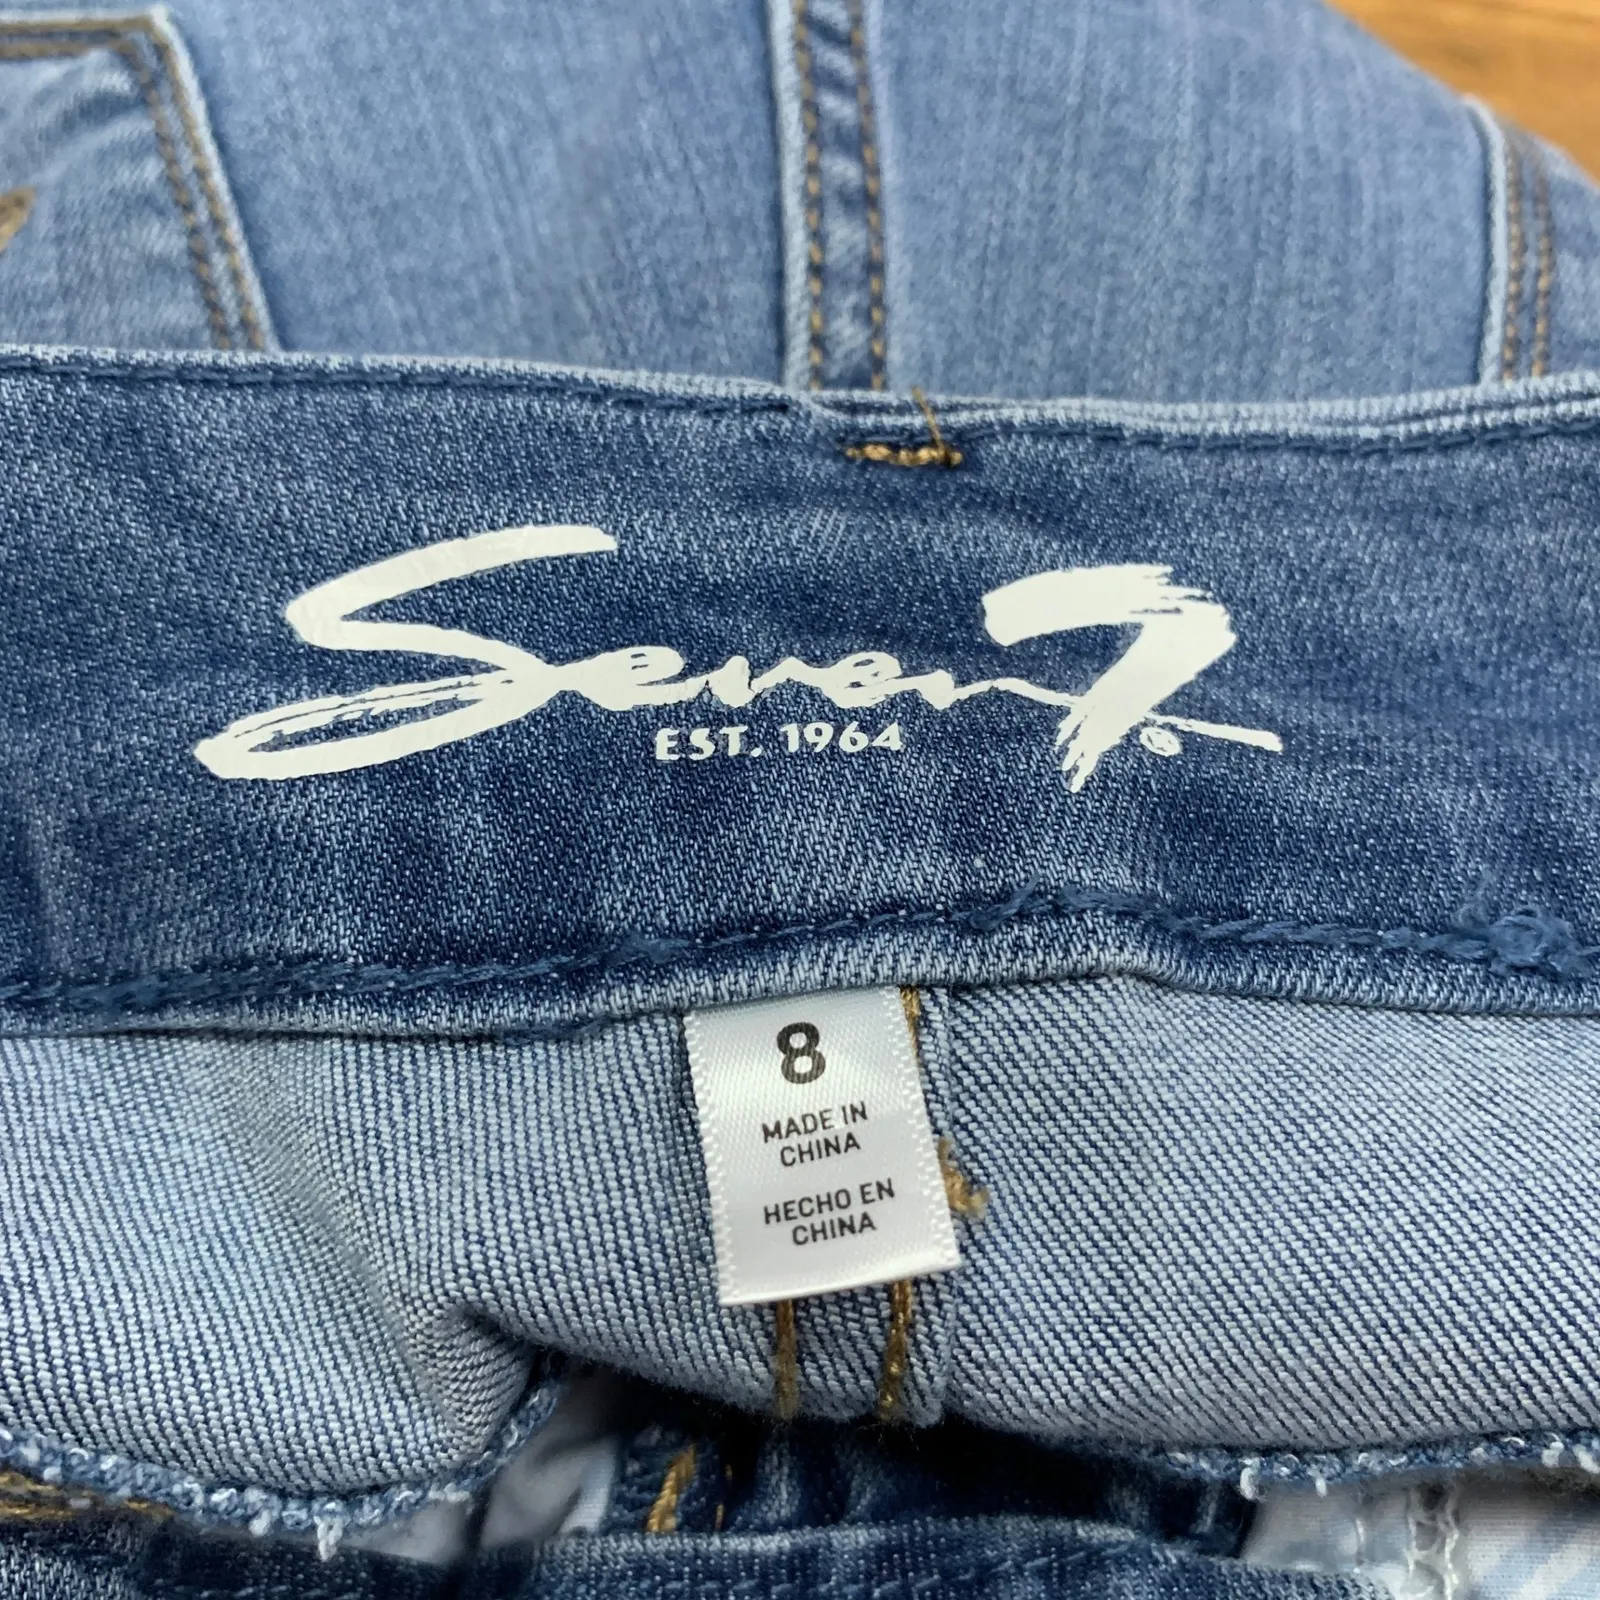 Seven7®
EST. 1964
8
MADE IN
CHINA
HECHO EN
CHINA